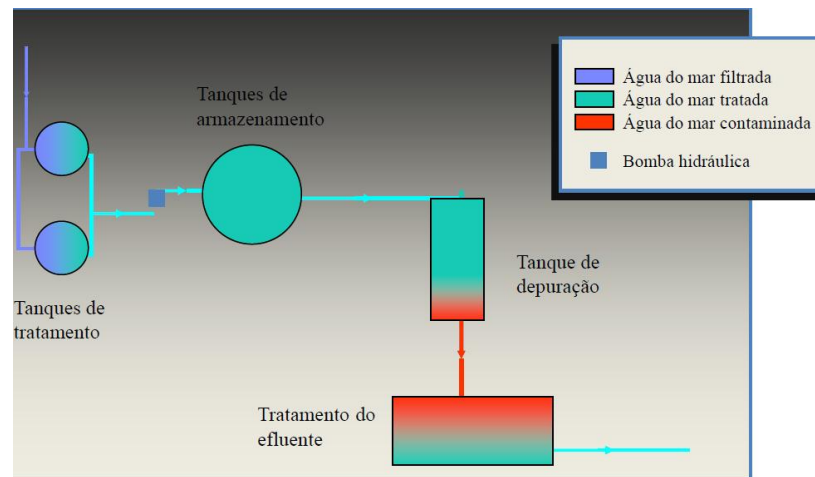 Tanques de
armazenamento
Água do mar filtrada
Água do mar tratada
Água do mar contaminada
Bomba hidráulica
Tanque de
depuração
Tanques de
tratamento
Tratamento do
efluente